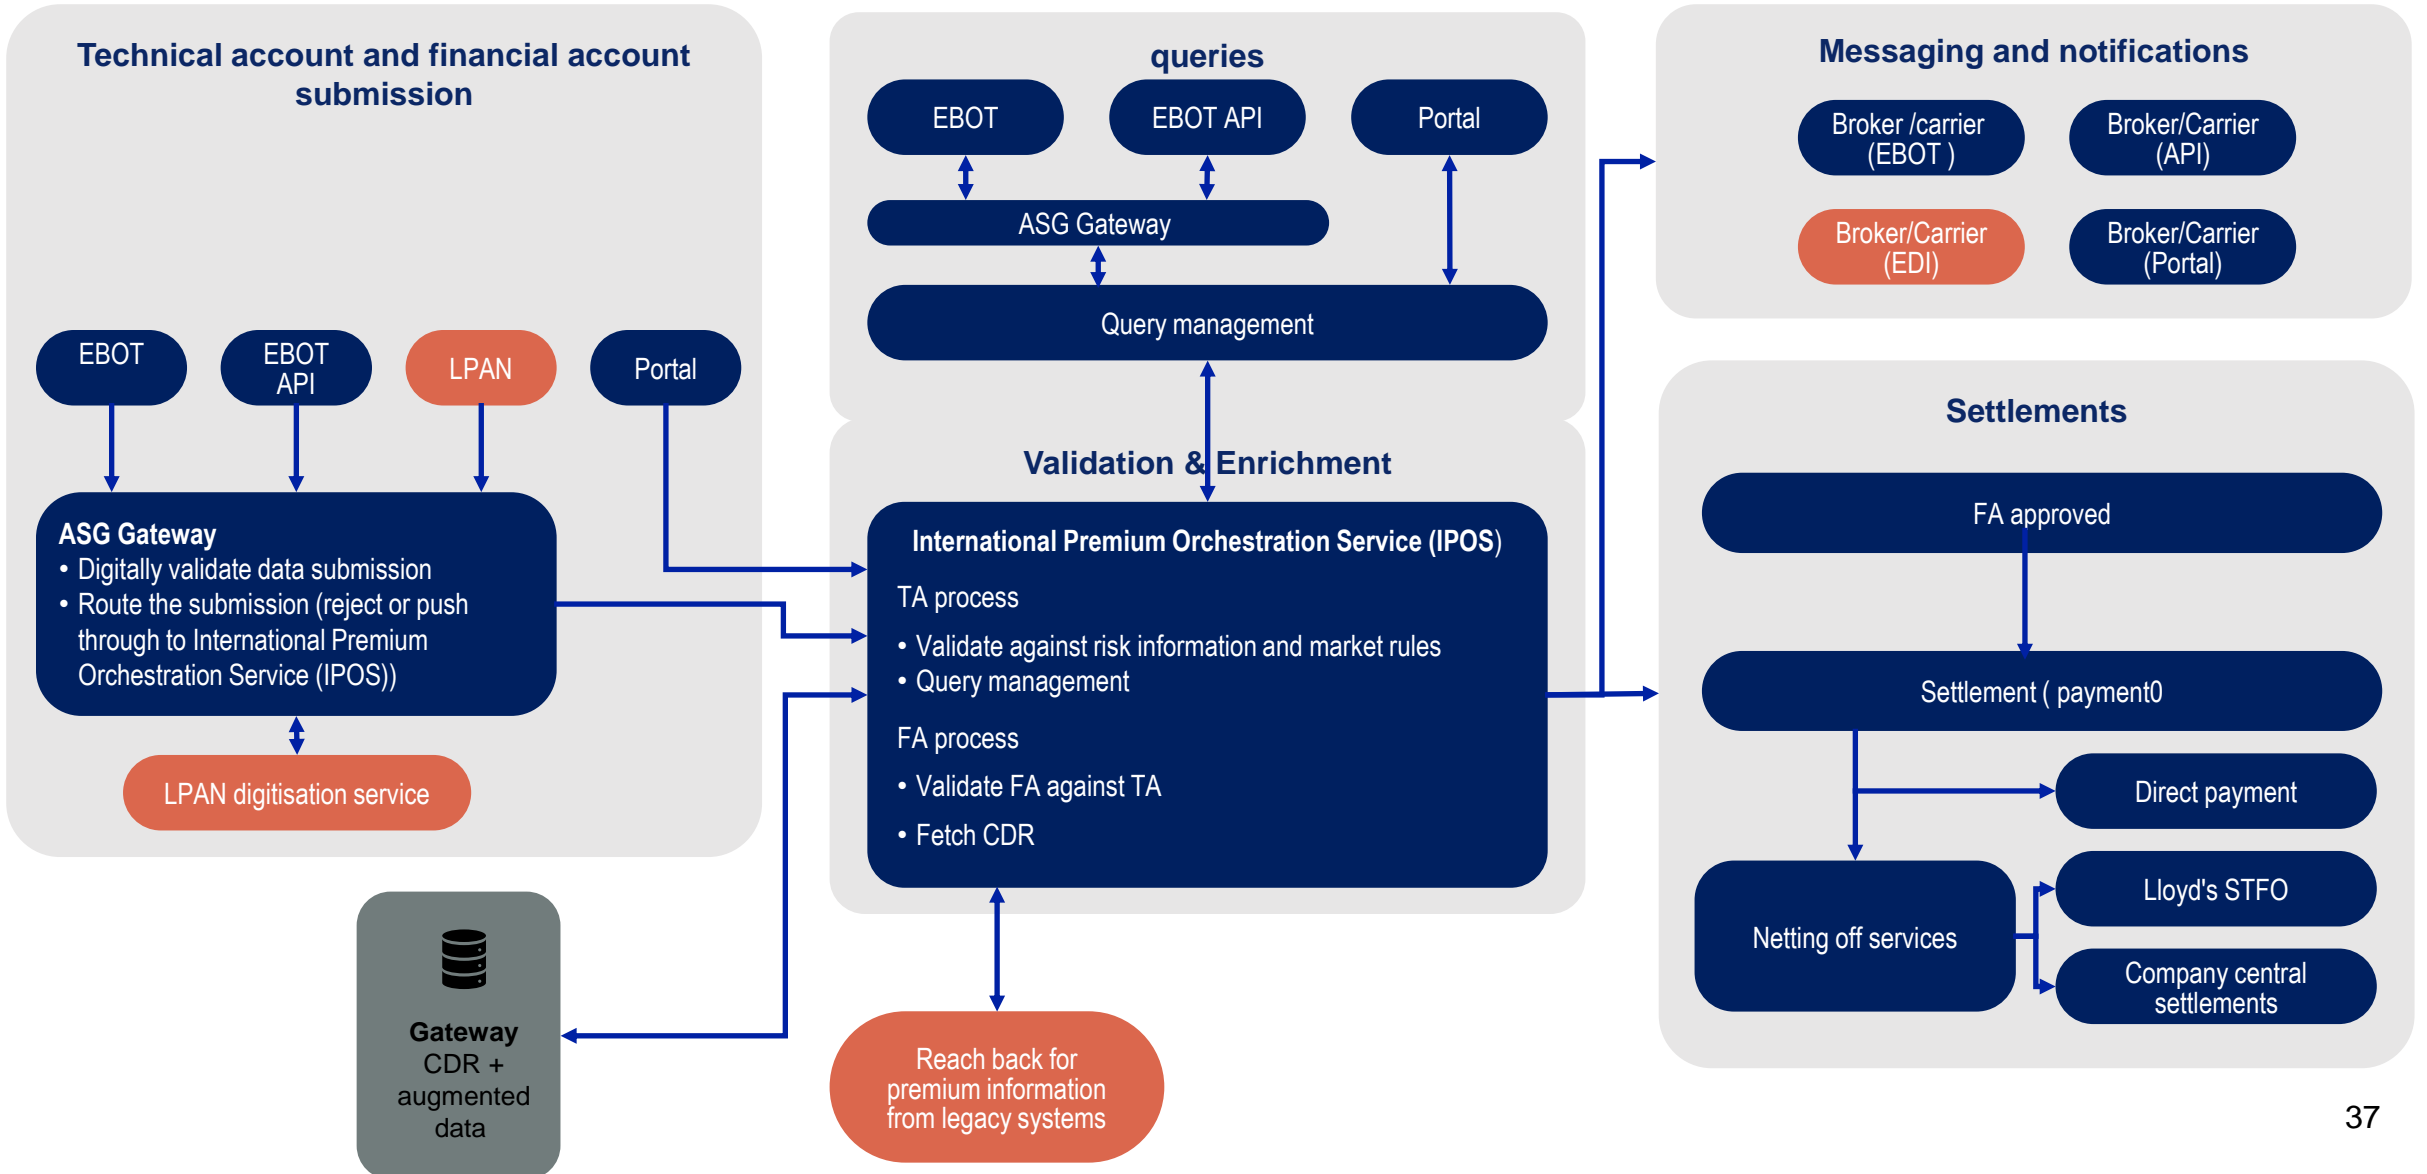 Technical account and financial account
submission
EBOT
EBOT
API
LPAN
Portal
ASG Gateway
• Digitally validate data submission
• Route the submission (reject or push
through to International Premium
Orchestration Service (IPOS))
LPAN digitisation service
Gateway
CDR +
augmented
data
queries
EBOT
EBOT API
Portal
ASG Gateway
Query management
Validation & Enrichment
International Premium Orchestration Service (IPOS)
TA process
• Validate against risk information and market rules
• Query management
FA process
• Validate FA against TA
• Fetch CDR
Reach back for
premium information
from legacy systems
Messaging and notifications
Broker /carrier
(EBOT )
Broker/Carrier
(API)
Broker/Carrier
(EDI)
Broker/Carrier
(Portal)
Settlements
FA approved
Settlement ( payment0
Direct payment
Netting off services
Lloyd's STFO
Company central
settlements
37